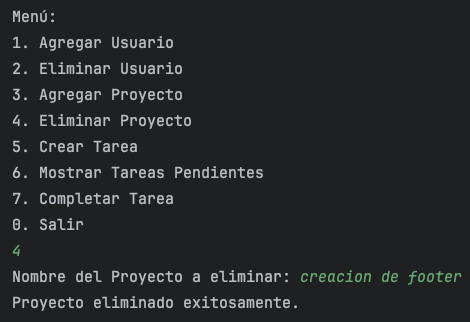 Menú:
1. Agregar Usuario
2. Eliminar Usuario
3. Agregar Proyecto
4. Eliminar Proyecto
5. Crear Tarea
6. Mostrar Tareas Pendientes
7. Completar Tarea
0. Salir
4
Nombre del Proyecto a eliminar: creacion de footer
Proyecto eliminado exitosamente.